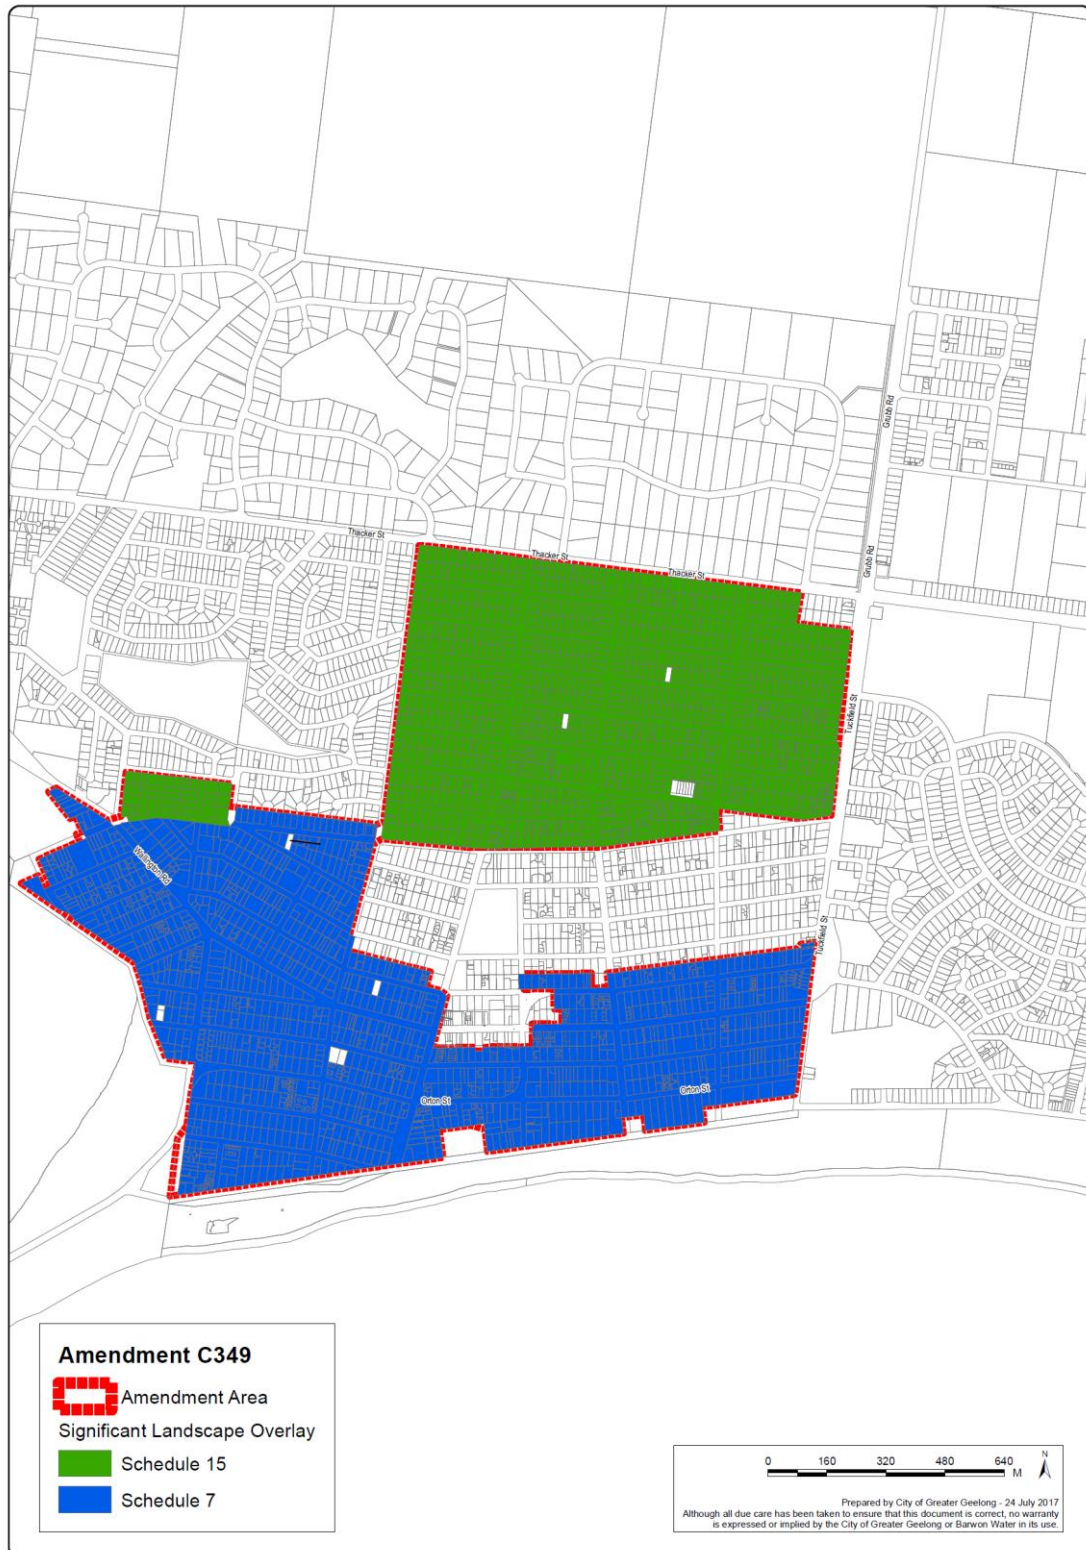 Grubb Rd
Thacker St
Thacker St
Thacker St
Grubb Rd
Tuckfield St
Wallington Rd
Tuckfield St
Orton St
Orton St
Amendment C349
Amendment Area
Significant Landscape Overlay
Schedule 15
Schedule 7
0 160 320 480 640
M
N
Prepared by City of Greater Geelong - 24 July 2017
Although all due care has been taken to ensure that this document is correct, no warranty
is expressed or implied by the City of Greater Geelong or Barwon Water in its use.